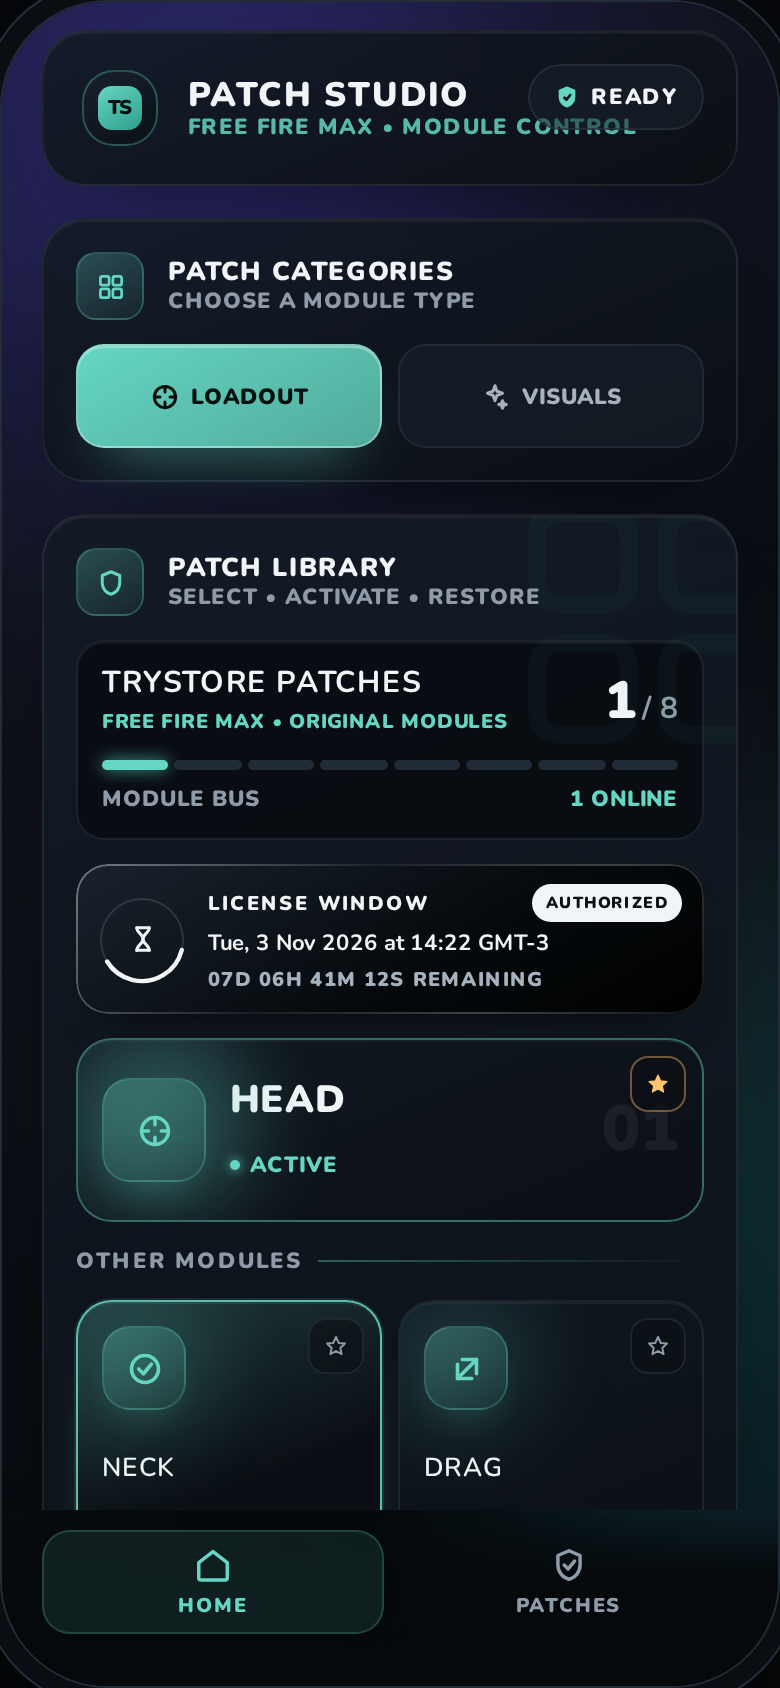 TS
PATCH STUDIO
READY
FREE FIRE MAX • MODULE CONTROL
PATCH CATEGORIES
CHOOSE A MODULE TYPE
LOADOUT
VISUALS
PATCH LIBRARY
SELECT • ACTIVATE • RESTORE
TRYSTORE PATCHES
1 / 8
FREE FIRE MAX • ORIGINAL MODULES
MODULE BUS
1 ONLINE
LICENSE WINDOW
AUTHORIZED
Tue, 3 Nov 2026 at 14:22 GMT-3
07D 06H 41M 12S REMAINING
HEAD
01
ACTIVE
OTHER MODULES
NECK
DRAG
HOME
PATCHES